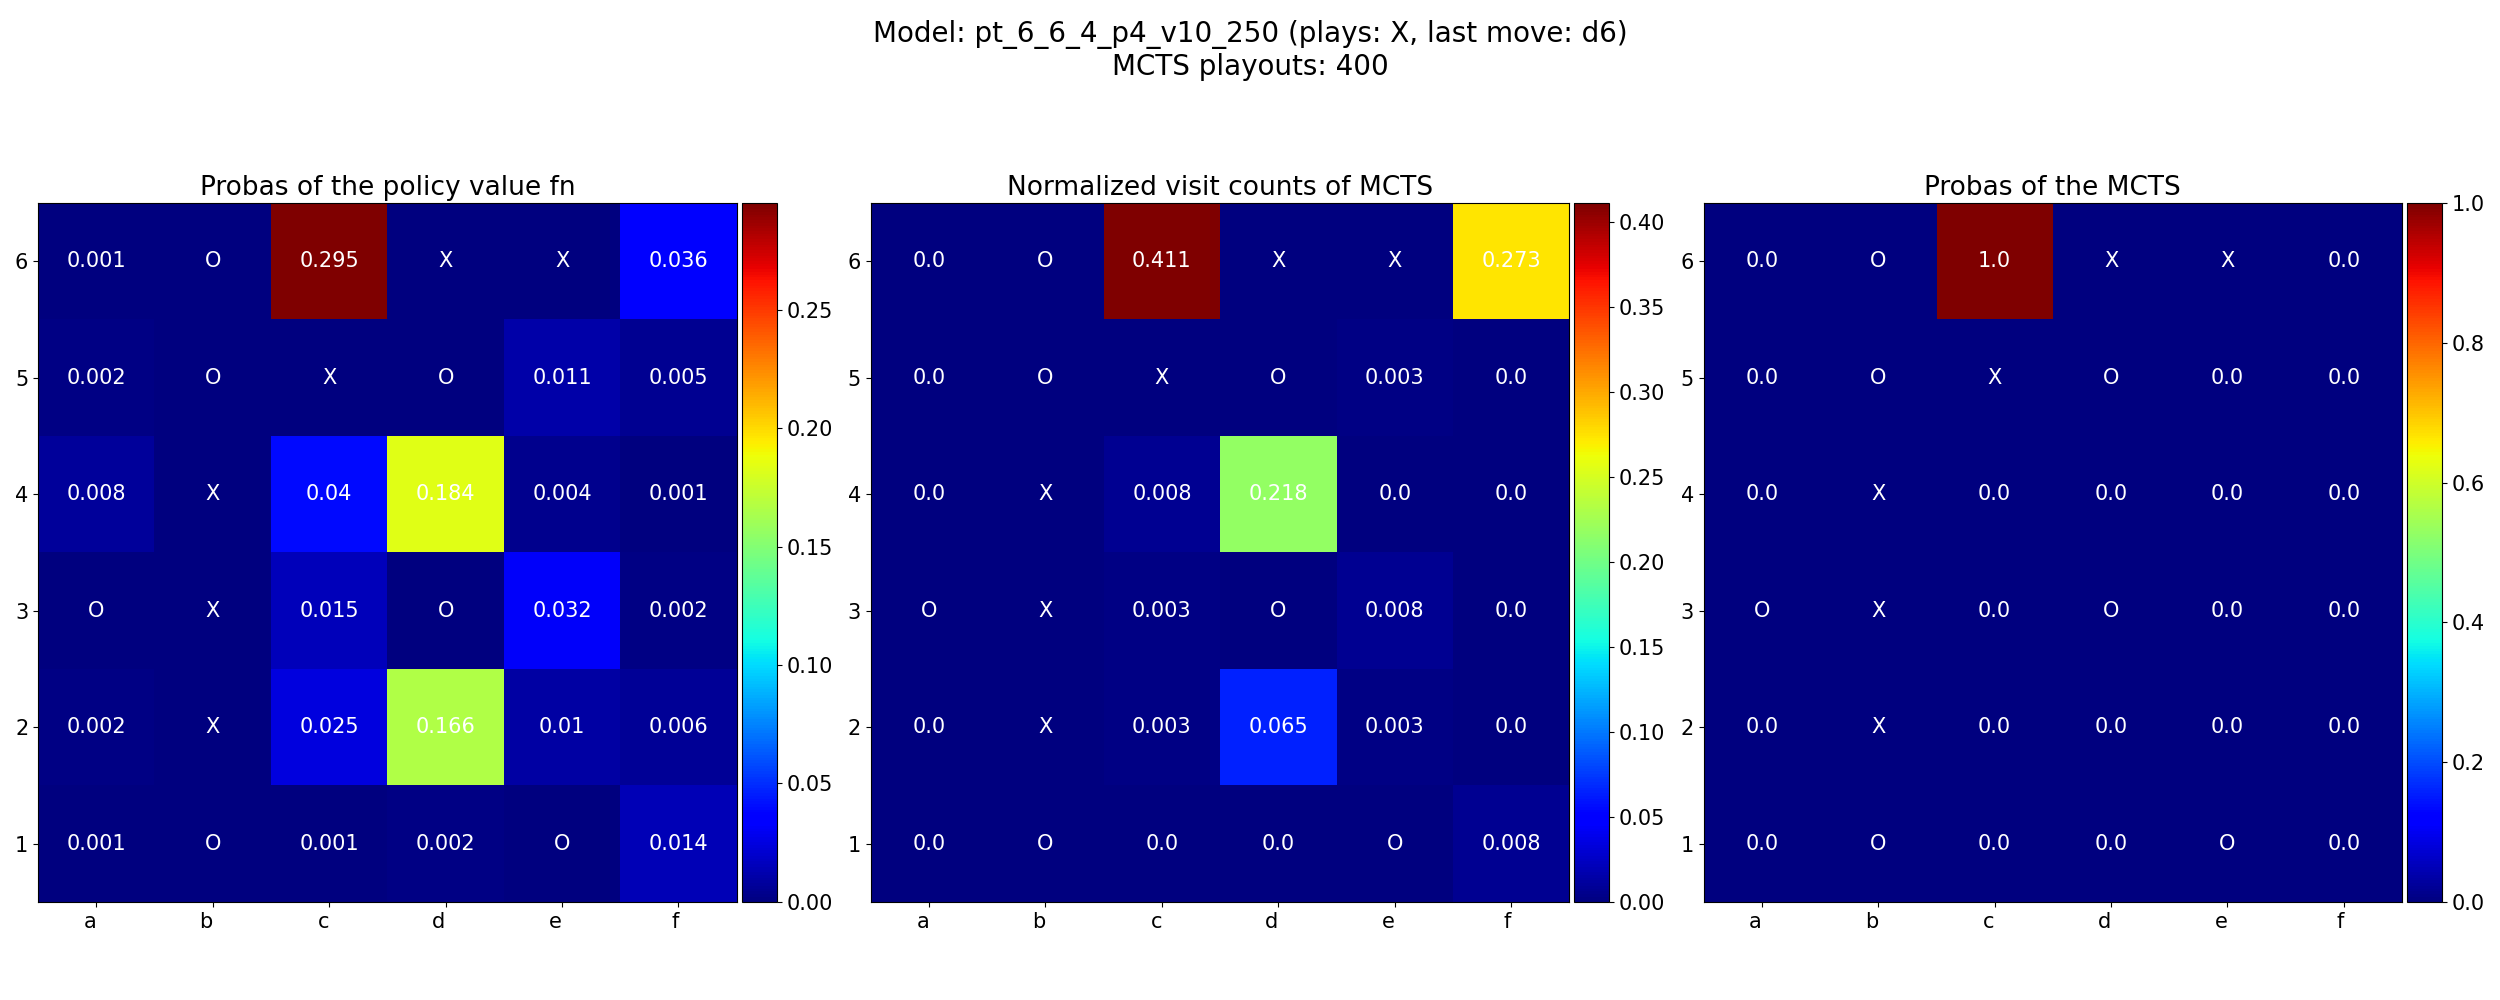 Model: pt_6_6_4_p4_v10_250 (plays: X, last move: d6)
MCTS playouts: 400
Probas of the policy value fn
6 0.001 O 0.295 X X 0.036
5 0.002 O X O 0.011 0.005
4 0.008 X 0.04 0.184 0.004 0.001
3 O X 0.015 O 0.032 0.002
2 0.002 X 0.025 0.166 0.01 0.006
1 0.001 O 0.001 0.002 O 0.014
a b c d e f
0.25
0.20
0.15
0.10
0.05
0.00
Normalized visit counts of MCTS
6 0.0 O 0.411 X X 0.273
5 0.0 O X O 0.003 0.0
4 0.0 X 0.008 0.218 0.0 0.0
3 O X 0.003 O 0.008 0.0
2 0.0 X 0.003 0.065 0.003 0.0
1 0.0 O 0.0 0.0 O 0.008
a b c d e f
0.40
0.35
0.30
0.25
0.20
0.15
0.10
0.05
0.00
Probas of the MCTS
6 0.0 O 1.0 X X 0.0
5 0.0 O X O 0.0 0.0
4 0.0 X 0.0 0.0 0.0 0.0
3 O X 0.0 O 0.0 0.0
2 0.0 X 0.0 0.0 0.0 0.0
1 0.0 O 0.0 0.0 O 0.0
a b c d e f
1.0
0.8
0.6
0.4
0.2
0.0